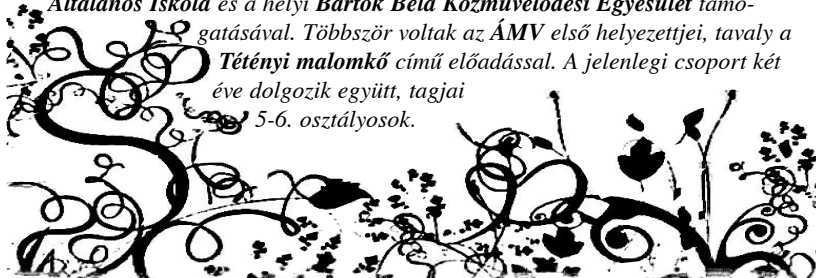 Általános Iskola és a helyi Bartók Béla Közművelődési Egyesület támo-
gatásával. Többször voltak az ÁMV első helyezettjei, tavaly a
Tétényi malomkő című előadással. A jelenlegi csoport két
éve dolgozik együtt, tagjai
5-6. osztályosok.